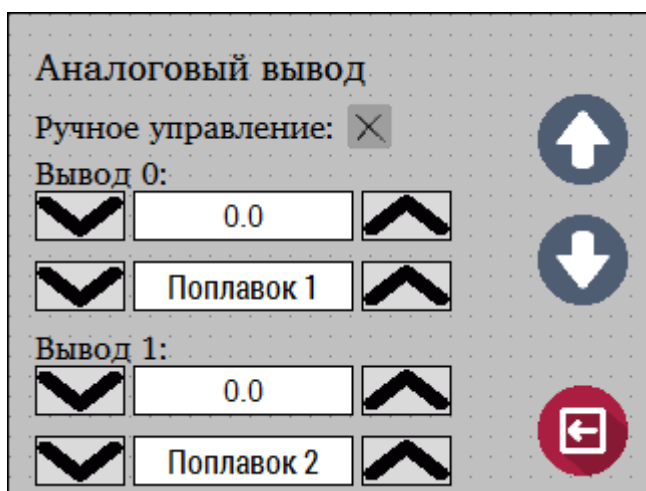 Аналоговый вывод
Ручное управление:
Вывод 0:
0.0
Поплавок 1
Вывод 1:
0.0
Поплавок 2